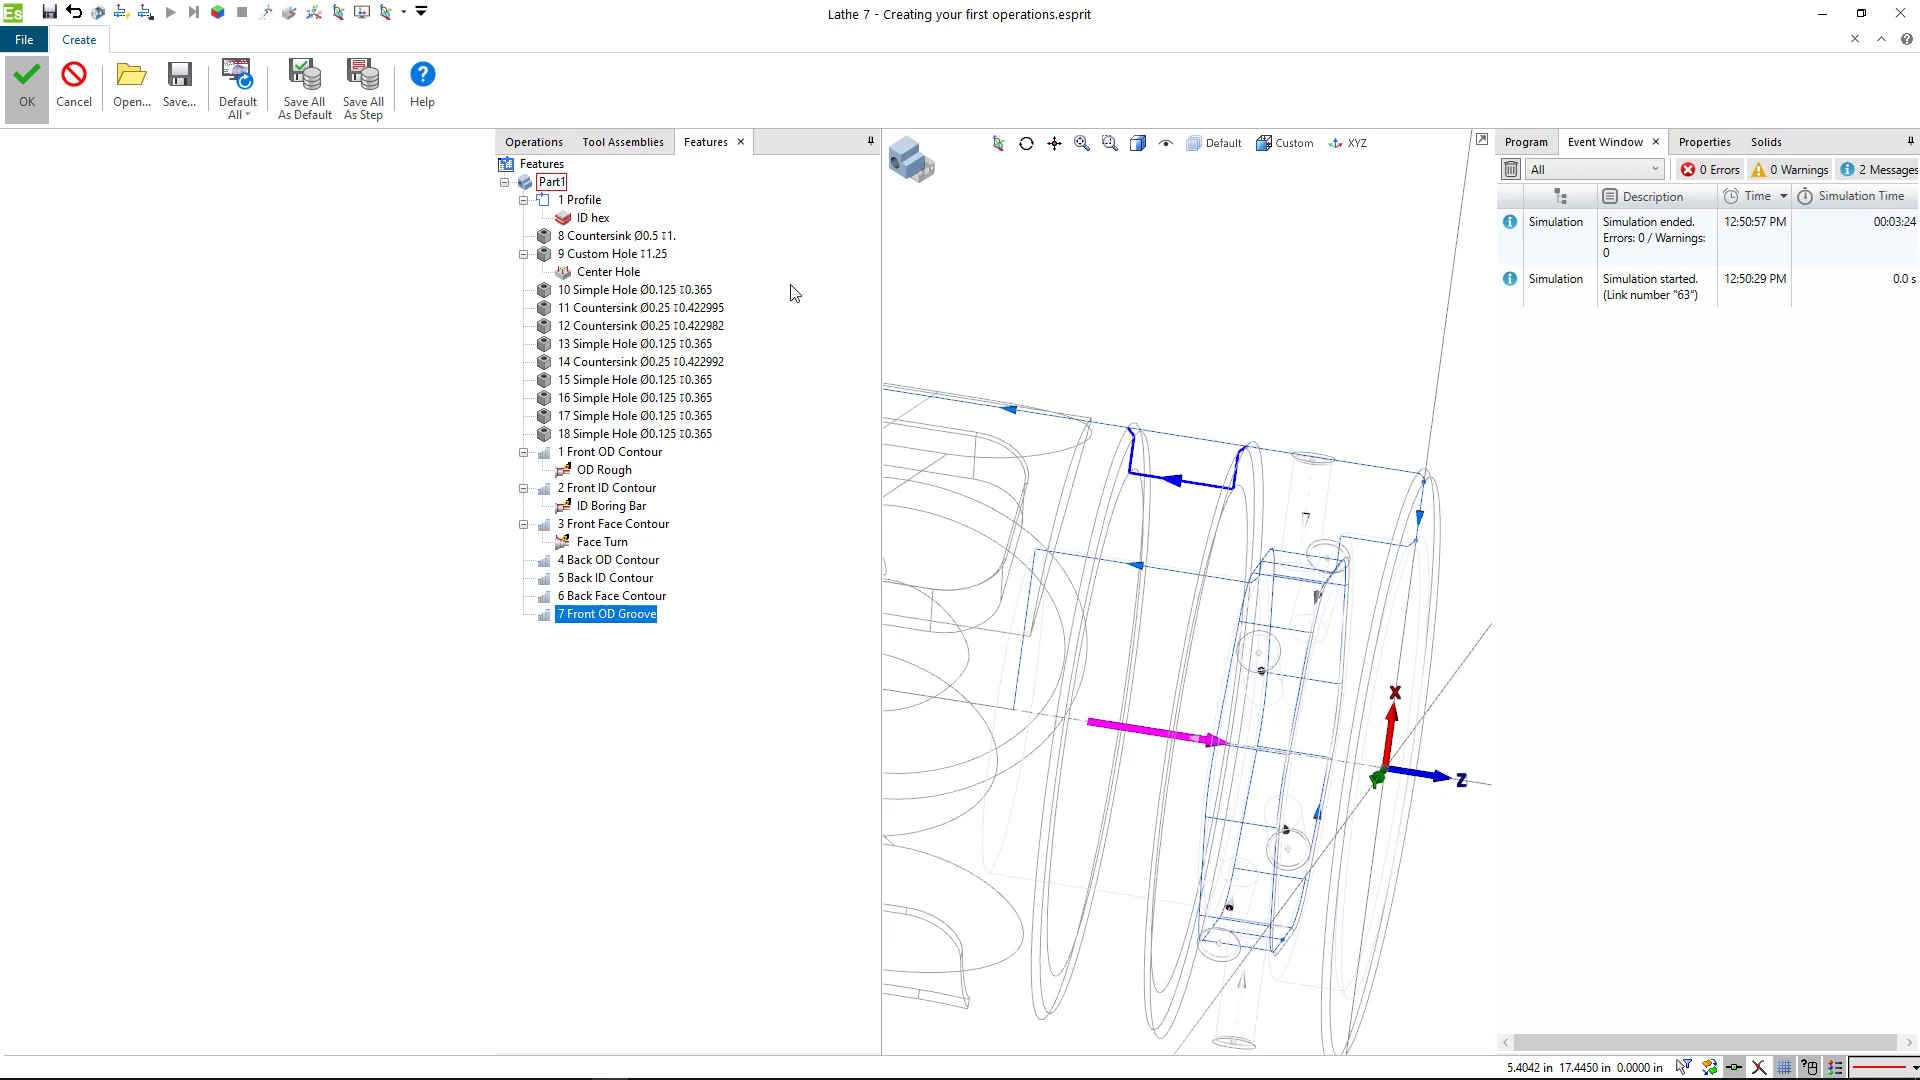 Es
Lathe 7 - Creating your first operations.esprit
File
Create
OK
Cancel
Open...
Save...
Default
All
Save All
As Default
Save All
As Step
Help
Operations
Tool Assemblies
Features
Features
Part1
1 Profile
ID hex
8 Countersink Ø0.5 ↧1.
9 Custom Hole ↧1.25
Center Hole
10 Simple Hole Ø0.125 ↧0.365
11 Countersink Ø0.25 ↧0.422995
12 Countersink Ø0.25 ↧0.422982
13 Simple Hole Ø0.125 ↧0.365
14 Countersink Ø0.25 ↧0.422992
15 Simple Hole Ø0.125 ↧0.365
16 Simple Hole Ø0.125 ↧0.365
17 Simple Hole Ø0.125 ↧0.365
18 Simple Hole Ø0.125 ↧0.365
1 Front OD Contour
OD Rough
2 Front ID Contour
ID Boring Bar
3 Front Face Contour
Face Turn
4 Back OD Contour
5 Back ID Contour
6 Back Face Contour
7 Front OD Groove
Default
Custom
XYZ
X
Z
Program
Event Window
Properties
Solids
All
0 Errors
0 Warnings
2 Messages
Description
Time
Simulation Time
Simulation
Simulation ended.
Errors: 0 / Warnings:
0
12:50:57 PM
00:03:24
Simulation
Simulation started.
(Link number "63")
12:50:29 PM
0.0 s
5.4042 in 17.4450 in 0.0000 in